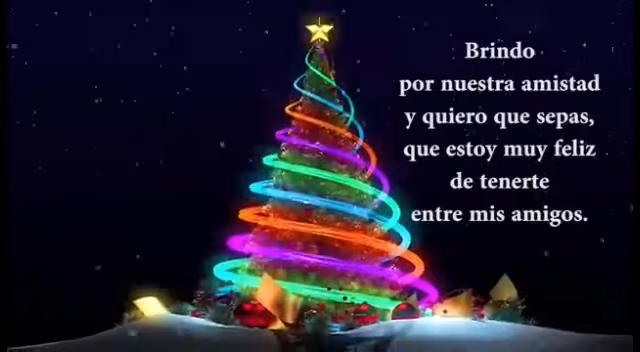 Brindo
por nuestra amistad
y quiero que sepas,
que estoy muy feliz
de tenerte
entre mis amigos.